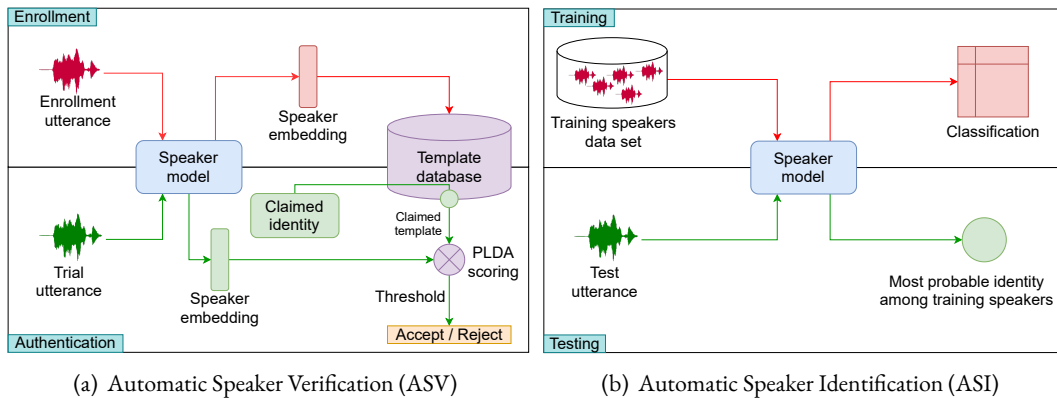 Enrollment
Enrollment
utterance
Speaker
embedding
Speaker
model
Template
database
Claimed
identity
Claimed
template
PLDA
scoring
Trial
utterance
Speaker
embedding
Threshold
Accept / Reject
Authentication
(a) Automatic Speaker Verification (ASV)
Training
Training speakers
data set
Classification
Speaker
model
Test
utterance
Most probable identity
among training speakers
Testing
(b) Automatic Speaker Identification (ASI)